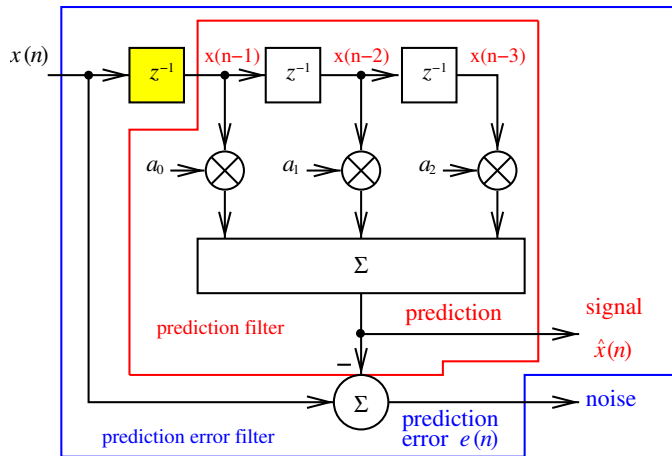 x(n)
z⁻¹
x(n−1)
z⁻¹
x(n−2)
z⁻¹
x(n−3)
a₀
a₁
a₂
Σ
prediction filter
prediction
signal
x̂(n)
−
Σ
prediction error filter
prediction
error e(n)
noise